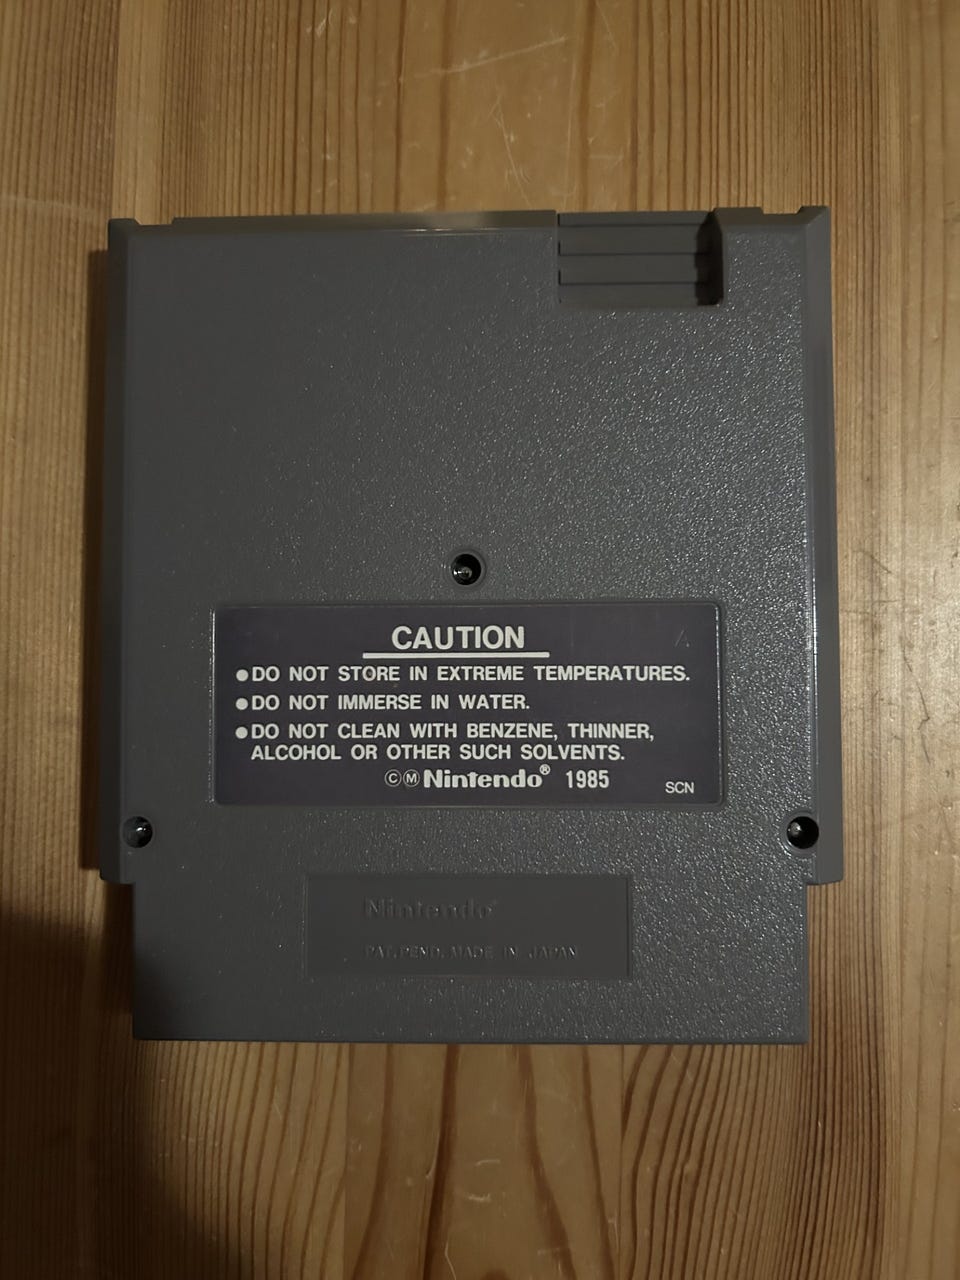 CAUTION
●DO NOT STORE IN EXTREME TEMPERATURES.
●DO NOT IMMERSE IN WATER.
●DO NOT CLEAN WITH BENZENE, THINNER,
ALCOHOL OR OTHER SUCH SOLVENTS.
ⒸⓂ Nintendo® 1985
SCN
Nintendo®
PAT.PEND. MADE IN JAPAN